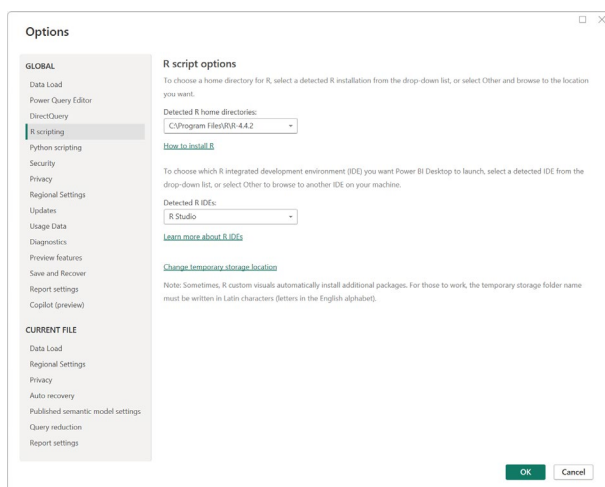 Options
GLOBAL
Data Load
Power Query Editor
DirectQuery
R scripting
Python scripting
Security
Privacy
Regional Settings
Updates
Usage Data
Diagnostics
Preview features
Save and Recover
Report settings
Copilot (preview)
CURRENT FILE
Data Load
Regional Settings
Privacy
Auto recovery
Published semantic model settings
Query reduction
Report settings
R script options
To choose a home directory for R, select a detected R installation from the drop-down list, or select Other and browse to the location
you want.
Detected R home directories:
C:\Program Files\R\R-4.4.2
How to install R
To choose which R integrated development environment (IDE) you want Power BI Desktop to launch, select a detected IDE from the
drop-down list, or select Other to browse to another IDE on your machine.
Detected R IDEs:
R Studio
Learn more about R IDEs
Change temporary storage location
Note: Sometimes, R custom visuals automatically install additional packages. For those to work, the temporary storage folder name
must be written in Latin characters (letters in the English alphabet).
OK
Cancel